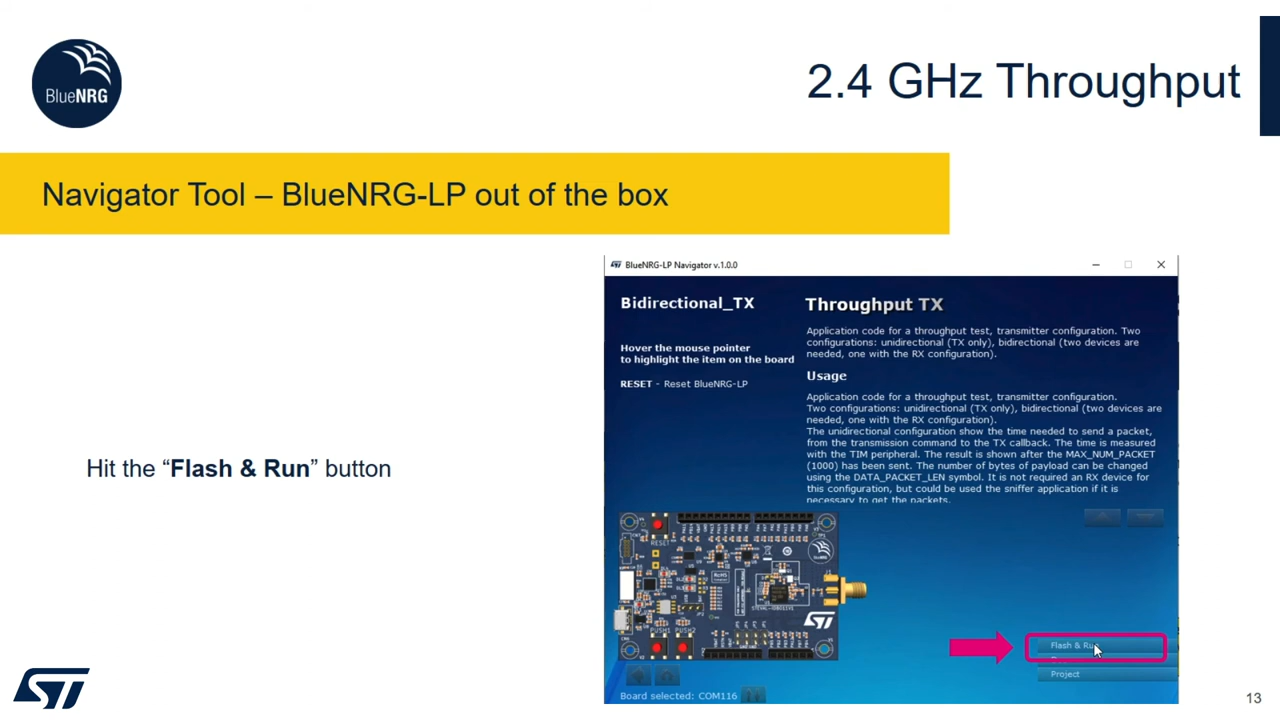 BlueNRG
2.4 GHz Throughput
Navigator Tool – BlueNRG-LP out of the box
Hit the “Flash & Run” button
BlueNRG-LP Navigator v.1.0.0
Bidirectional_TX
Hover the mouse pointer
to highlight the item on the board
RESET - Reset BlueNRG-LP
Throughput TX
Application code for a throughput test, transmitter configuration. Two
configurations: unidirectional (TX only), bidirectional (two devices are
needed, one with the RX configuration).
Usage
Application code for a throughput test, transmitter configuration.
Two configurations: unidirectional (TX only), bidirectional (two devices are
needed, one with the RX configuration).
The unidirectional configuration show the time needed to send a packet,
from the transmission command to the TX callback. The time is measured
with the TIM peripheral. The result is shown after the MAX_NUM_PACKET
(1000) has been sent. The number of bytes of payload can be changed
using the DATA_PACKET_LEN symbol. It is not required an RX device for
this configuration, but could be used the sniffer application if it is
necessary to get the packets.
RESET
PUSH1 PUSH2
ST
Flash & Run
Project
Board selected: COM116
ST
13